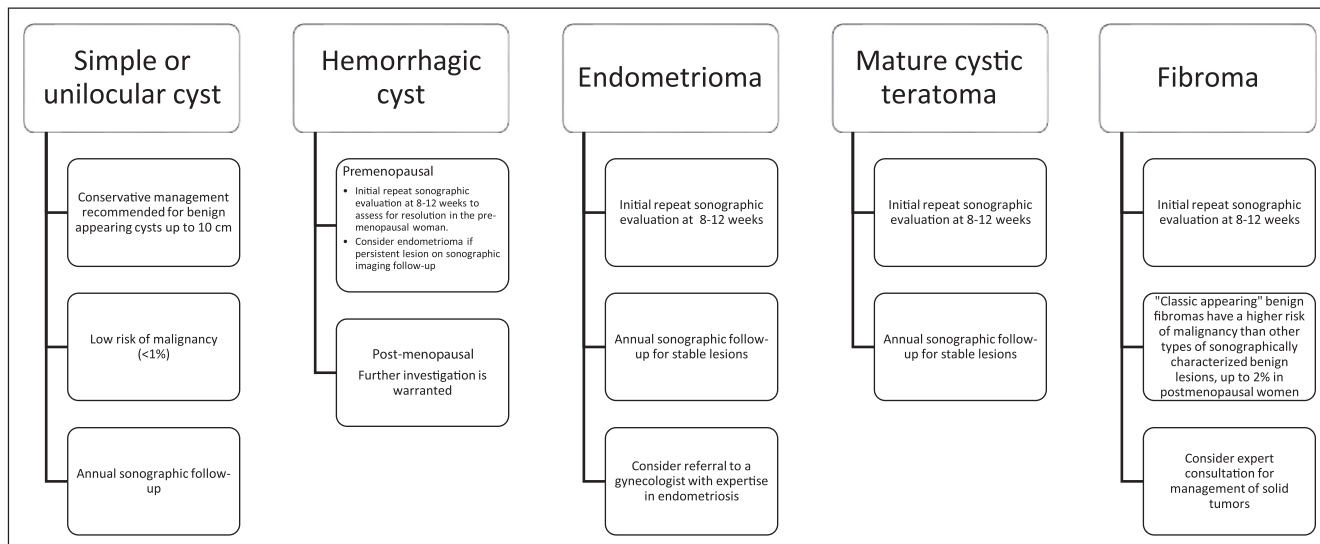 Simple or
unilocular cyst
Conservative management
recommended for benign
appearing cysts up to 10 cm
Low risk of malignancy
(<1%)
Annual sonographic follow-
up
Hemorrhagic
cyst
Premenopausal
• Initial repeat sonographic
evaluation at 8-12 weeks to
assess for resolution in the pre-
menopausal woman.
• Consider endometrioma if
persistent lesion on sonographic
imaging follow-up
Post-menopausal
Further investigation is
warranted
Endometrioma
Initial repeat sonographic
evaluation at 8-12 weeks
Annual sonographic follow-
up for stable lesions
Consider referral to a
gynecologist with expertise
in endometriosis
Mature cystic
teratoma
Initial repeat sonographic
evaluation at 8-12 weeks
Annual sonographic follow-
up for stable lesions
Fibroma
Initial repeat sonographic
evaluation at 8-12 weeks
"Classic appearing" benign
fibromas have a higher risk
of malignancy than other
types of sonographically
characterized benign
lesions, up to 2% in
postmenopausal women
Consider expert
consultation for
management of solid
tumors